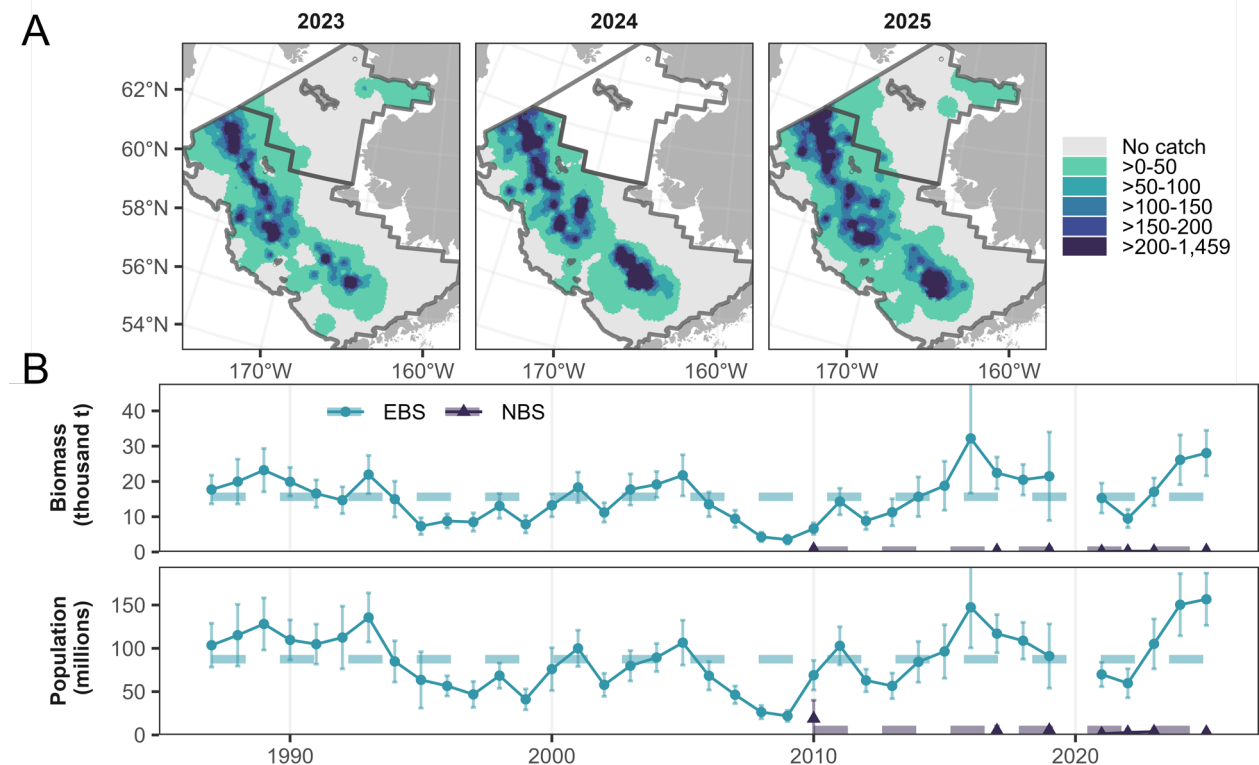 A
2023 2024 2025
62°N
60°N
58°N
56°N
54°N
170°W 160°W 170°W 160°W 170°W 160°W
No catch
>0-50
>50-100
>100-150
>150-200
>200-1,459
B
EBS NBS
Biomass
(thousand t)
40
30
20
10
0
Population
(millions)
150
100
50
0
1990 2000 2010 2020